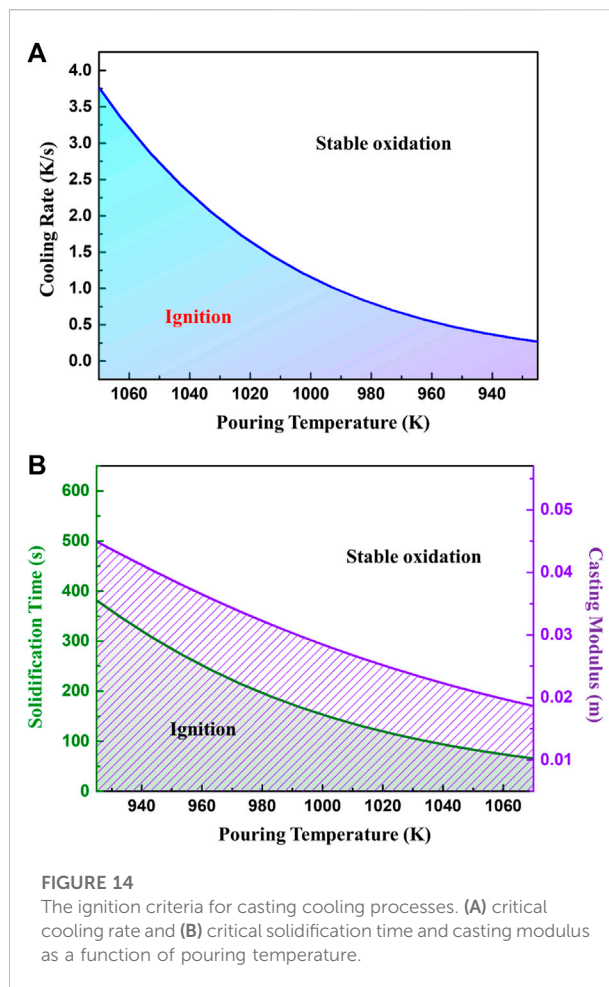 A
4.0
3.5
3.0
2.5
2.0
1.5
1.0
0.5
0.0
Cooling Rate (K/s)
Stable oxidation
Ignition
1060 1040 1020 1000 980 960 940
Pouring Temperature (K)
B
600
500
400
300
200
100
0
Solidification Time (s)
Stable oxidation
Ignition
0.05
0.04
0.03
0.02
0.01
Casting Modulus (m)
940 960 980 1000 1020 1040 1060
Pouring Temperature (K)
FIGURE 14
The ignition criteria for casting cooling processes. (A) critical
cooling rate and (B) critical solidification time and casting modulus
as a function of pouring temperature.